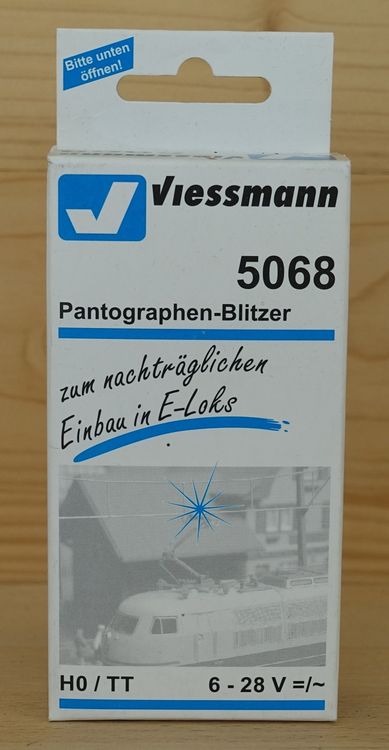 Bitte unten
öffnen!
Viessmann
5068
Pantographen-Blitzer
zum nachträglichen
Einbau in E-Loks
H0 / TT 6 - 28 V =/~